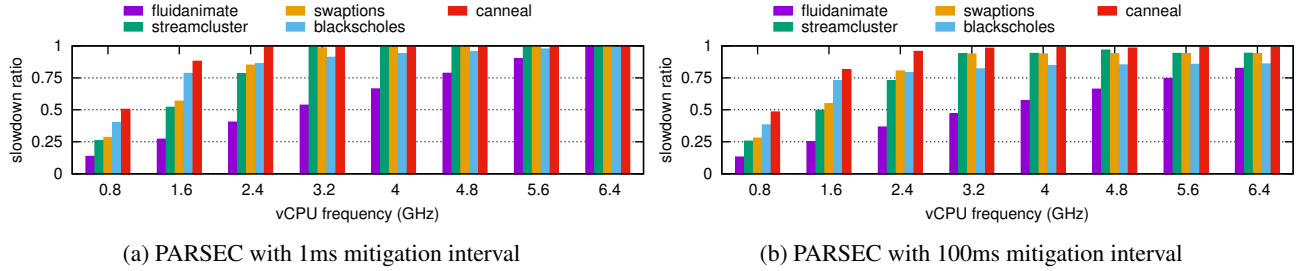 fluidanimate swaptions canneal
streamcluster blackscholes
slowdown ratio
1
0.75
0.5
0.25
0
0.8 1.6 2.4 3.2 4 4.8 5.6 6.4
vCPU frequency (GHz)
(a) PARSEC with 1ms mitigation interval
fluidanimate swaptions canneal
streamcluster blackscholes
slowdown ratio
1
0.75
0.5
0.25
0
0.8 1.6 2.4 3.2 4 4.8 5.6 6.4
vCPU frequency (GHz)
(b) PARSEC with 100ms mitigation interval